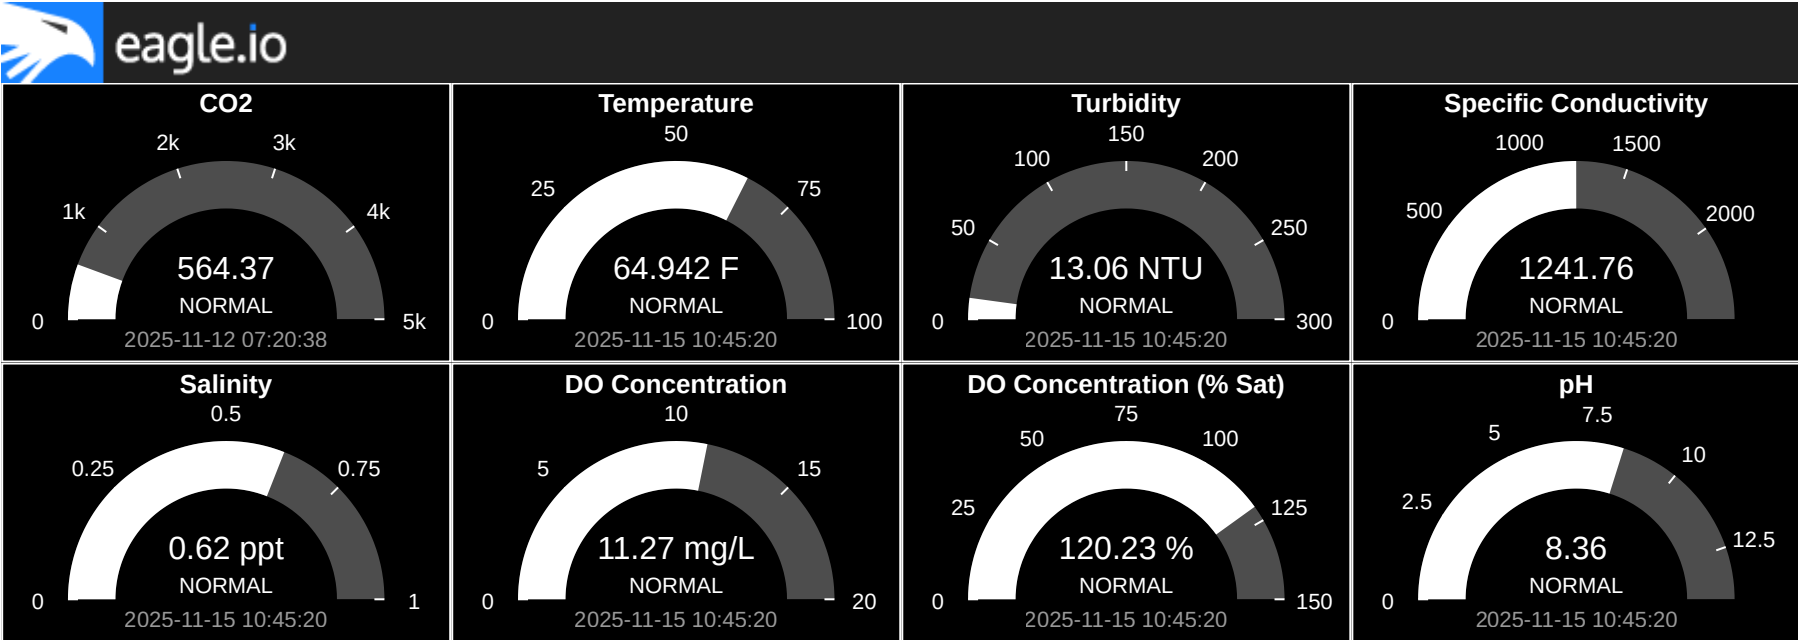 eagle.io
CO2
0
1k
2k
3k
4k
5k
564.37
NORMAL
2025-11-12 07:20:38
Temperature
0
25
50
75
100
64.942 F
NORMAL
2025-11-15 10:45:20
Turbidity
0
50
100
150
200
250
300
13.06 NTU
NORMAL
2025-11-15 10:45:20
Specific Conductivity
0
500
1000
1500
2000
1241.76
NORMAL
2025-11-15 10:45:20
Salinity
0
0.25
0.5
0.75
1
0.62 ppt
NORMAL
2025-11-15 10:45:20
DO Concentration
0
5
10
15
20
11.27 mg/L
NORMAL
2025-11-15 10:45:20
DO Concentration (% Sat)
0
25
50
75
100
125
150
120.23 %
NORMAL
2025-11-15 10:45:20
pH
0
2.5
5
7.5
10
12.5
8.36
NORMAL
2025-11-15 10:45:20